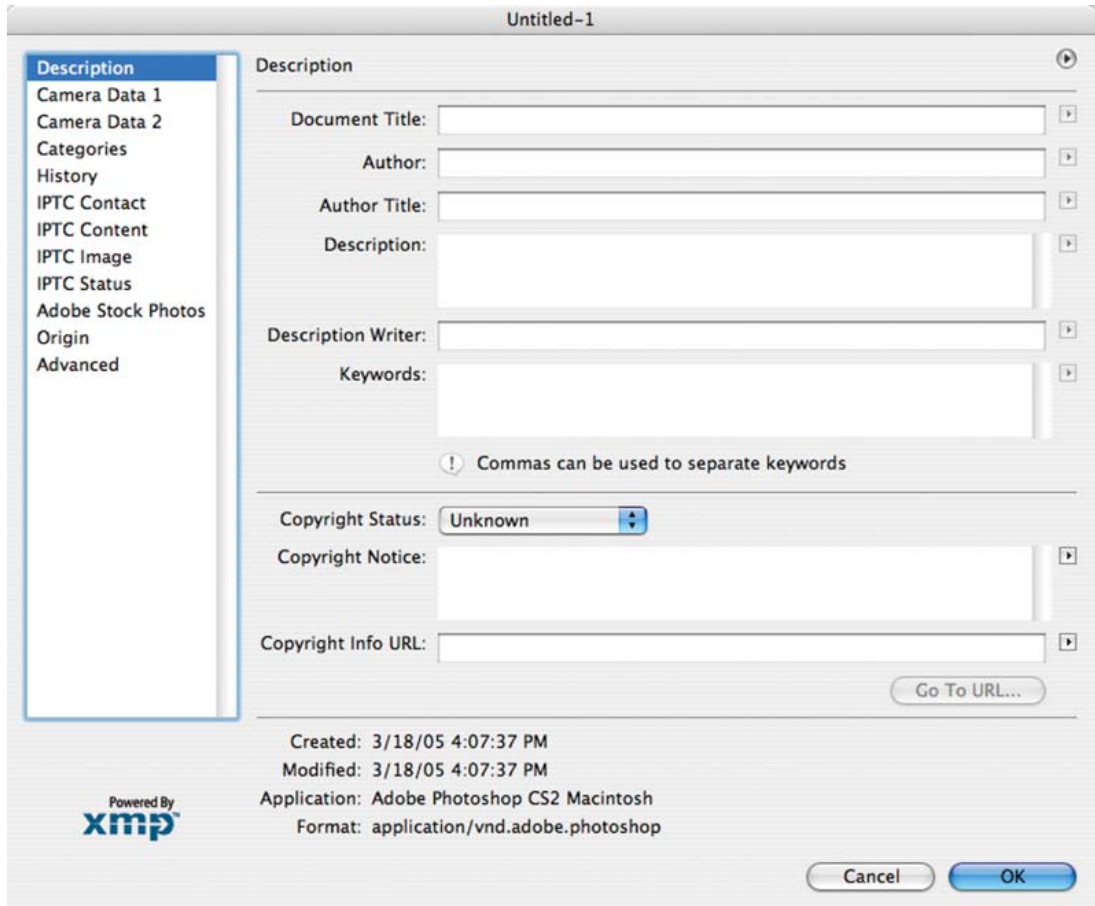 Untitled-1
Description
Camera Data 1
Camera Data 2
Categories
History
IPTC Contact
IPTC Content
IPTC Image
IPTC Status
Adobe Stock Photos
Origin
Advanced
Description
Document Title:
Author:
Author Title:
Description:
Description Writer:
Keywords:
! Commas can be used to separate keywords
Copyright Status: Unknown
Copyright Notice:
Copyright Info URL:
Go To URL...
Created: 3/18/05 4:07:37 PM
Modified: 3/18/05 4:07:37 PM
Application: Adobe Photoshop CS2 Macintosh
Format: application/vnd.adobe.photoshop
Powered By
xmp™
Cancel
OK